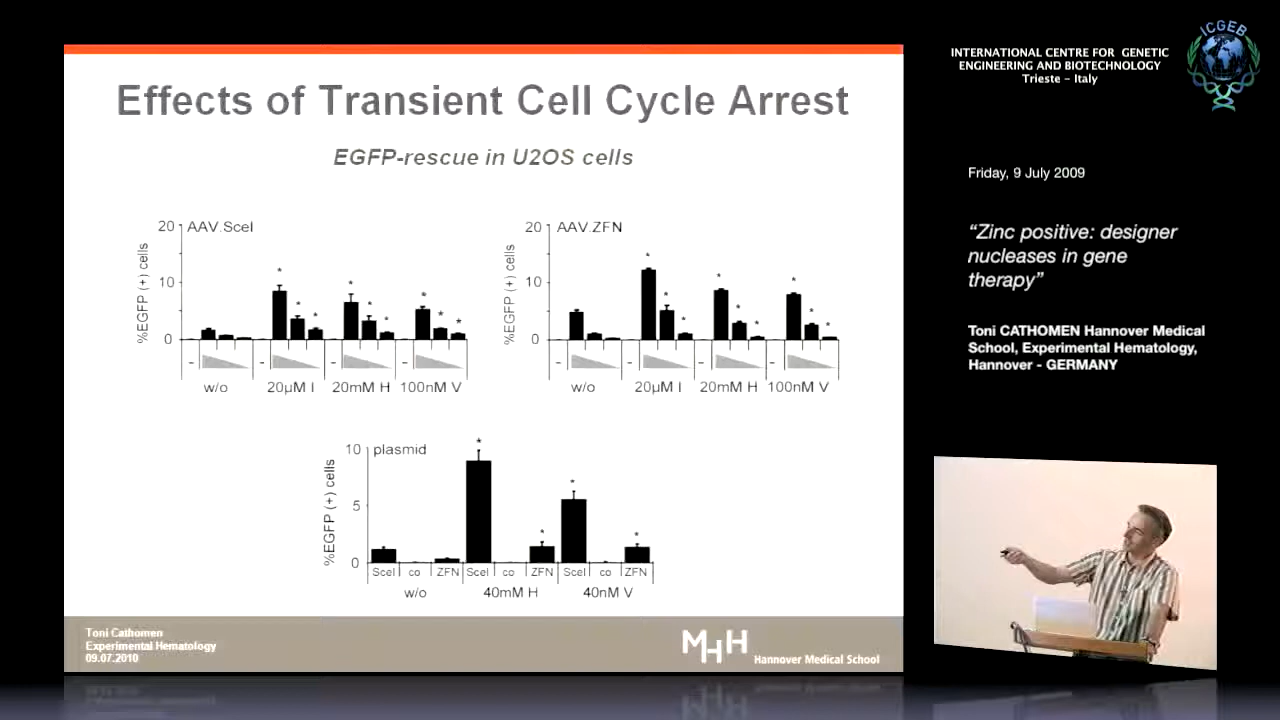 Effects of Transient Cell Cycle Arrest
EGFP-rescue in U2OS cells
20
10
0
%EGFP (+) cells
AAV.SceI
* * * * * * * * *
- - - -
w/o 20µM I 20mM H 100nM V
20
10
0
%EGFP (+) cells
AAV.ZFN
* * * * * * * * *
- - - -
w/o 20µM I 20mM H 100nM V
10
5
0
%EGFP (+) cells
plasmid
* * * *
SceI co ZFN SceI co ZFN SceI co ZFN
w/o 40mM H 40nM V
Toni Cathomen
Experimental Hematology
09.07.2010
MHH
Hannover Medical School
INTERNATIONAL CENTRE FOR GENETIC
ENGINEERING AND BIOTECHNOLOGY
Trieste - Italy
ICGEB
Friday, 9 July 2009
“Zinc positive: designer
nucleases in gene
therapy”
Toni CATHOMEN Hannover Medical
School, Experimental Hematology,
Hannover - GERMANY